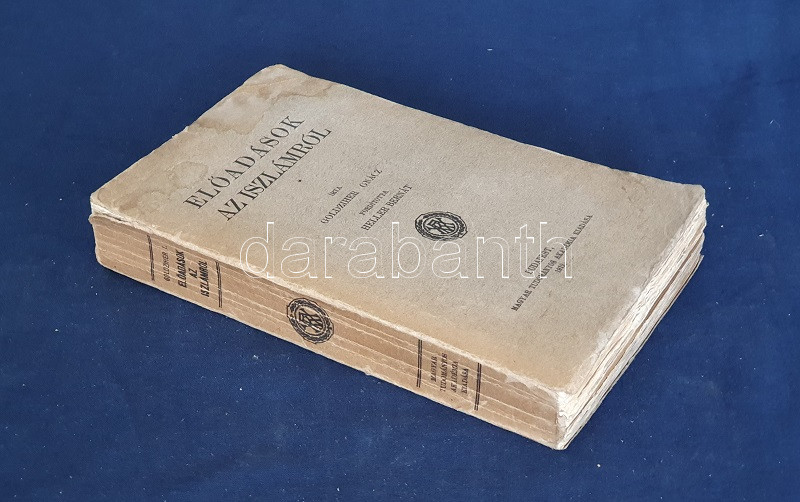 ELŐADÁSOK
AZ ISZLÁMRÓL
IRTA
GOLDZIHER IGNÁCZ
FORDÍTOTTA
HELLER BERNÁT
BUDAPEST,
MAGYAR TUDOMÁNYOS AKADÉMIA KIADÁSA
GOLDZIHER I.
ELŐADÁSOK
AZ
ISZLÁMRÓL
MAGYAR
TUDOMÁNYOS
AKADÉMIA
KIADÁSA
darabanth